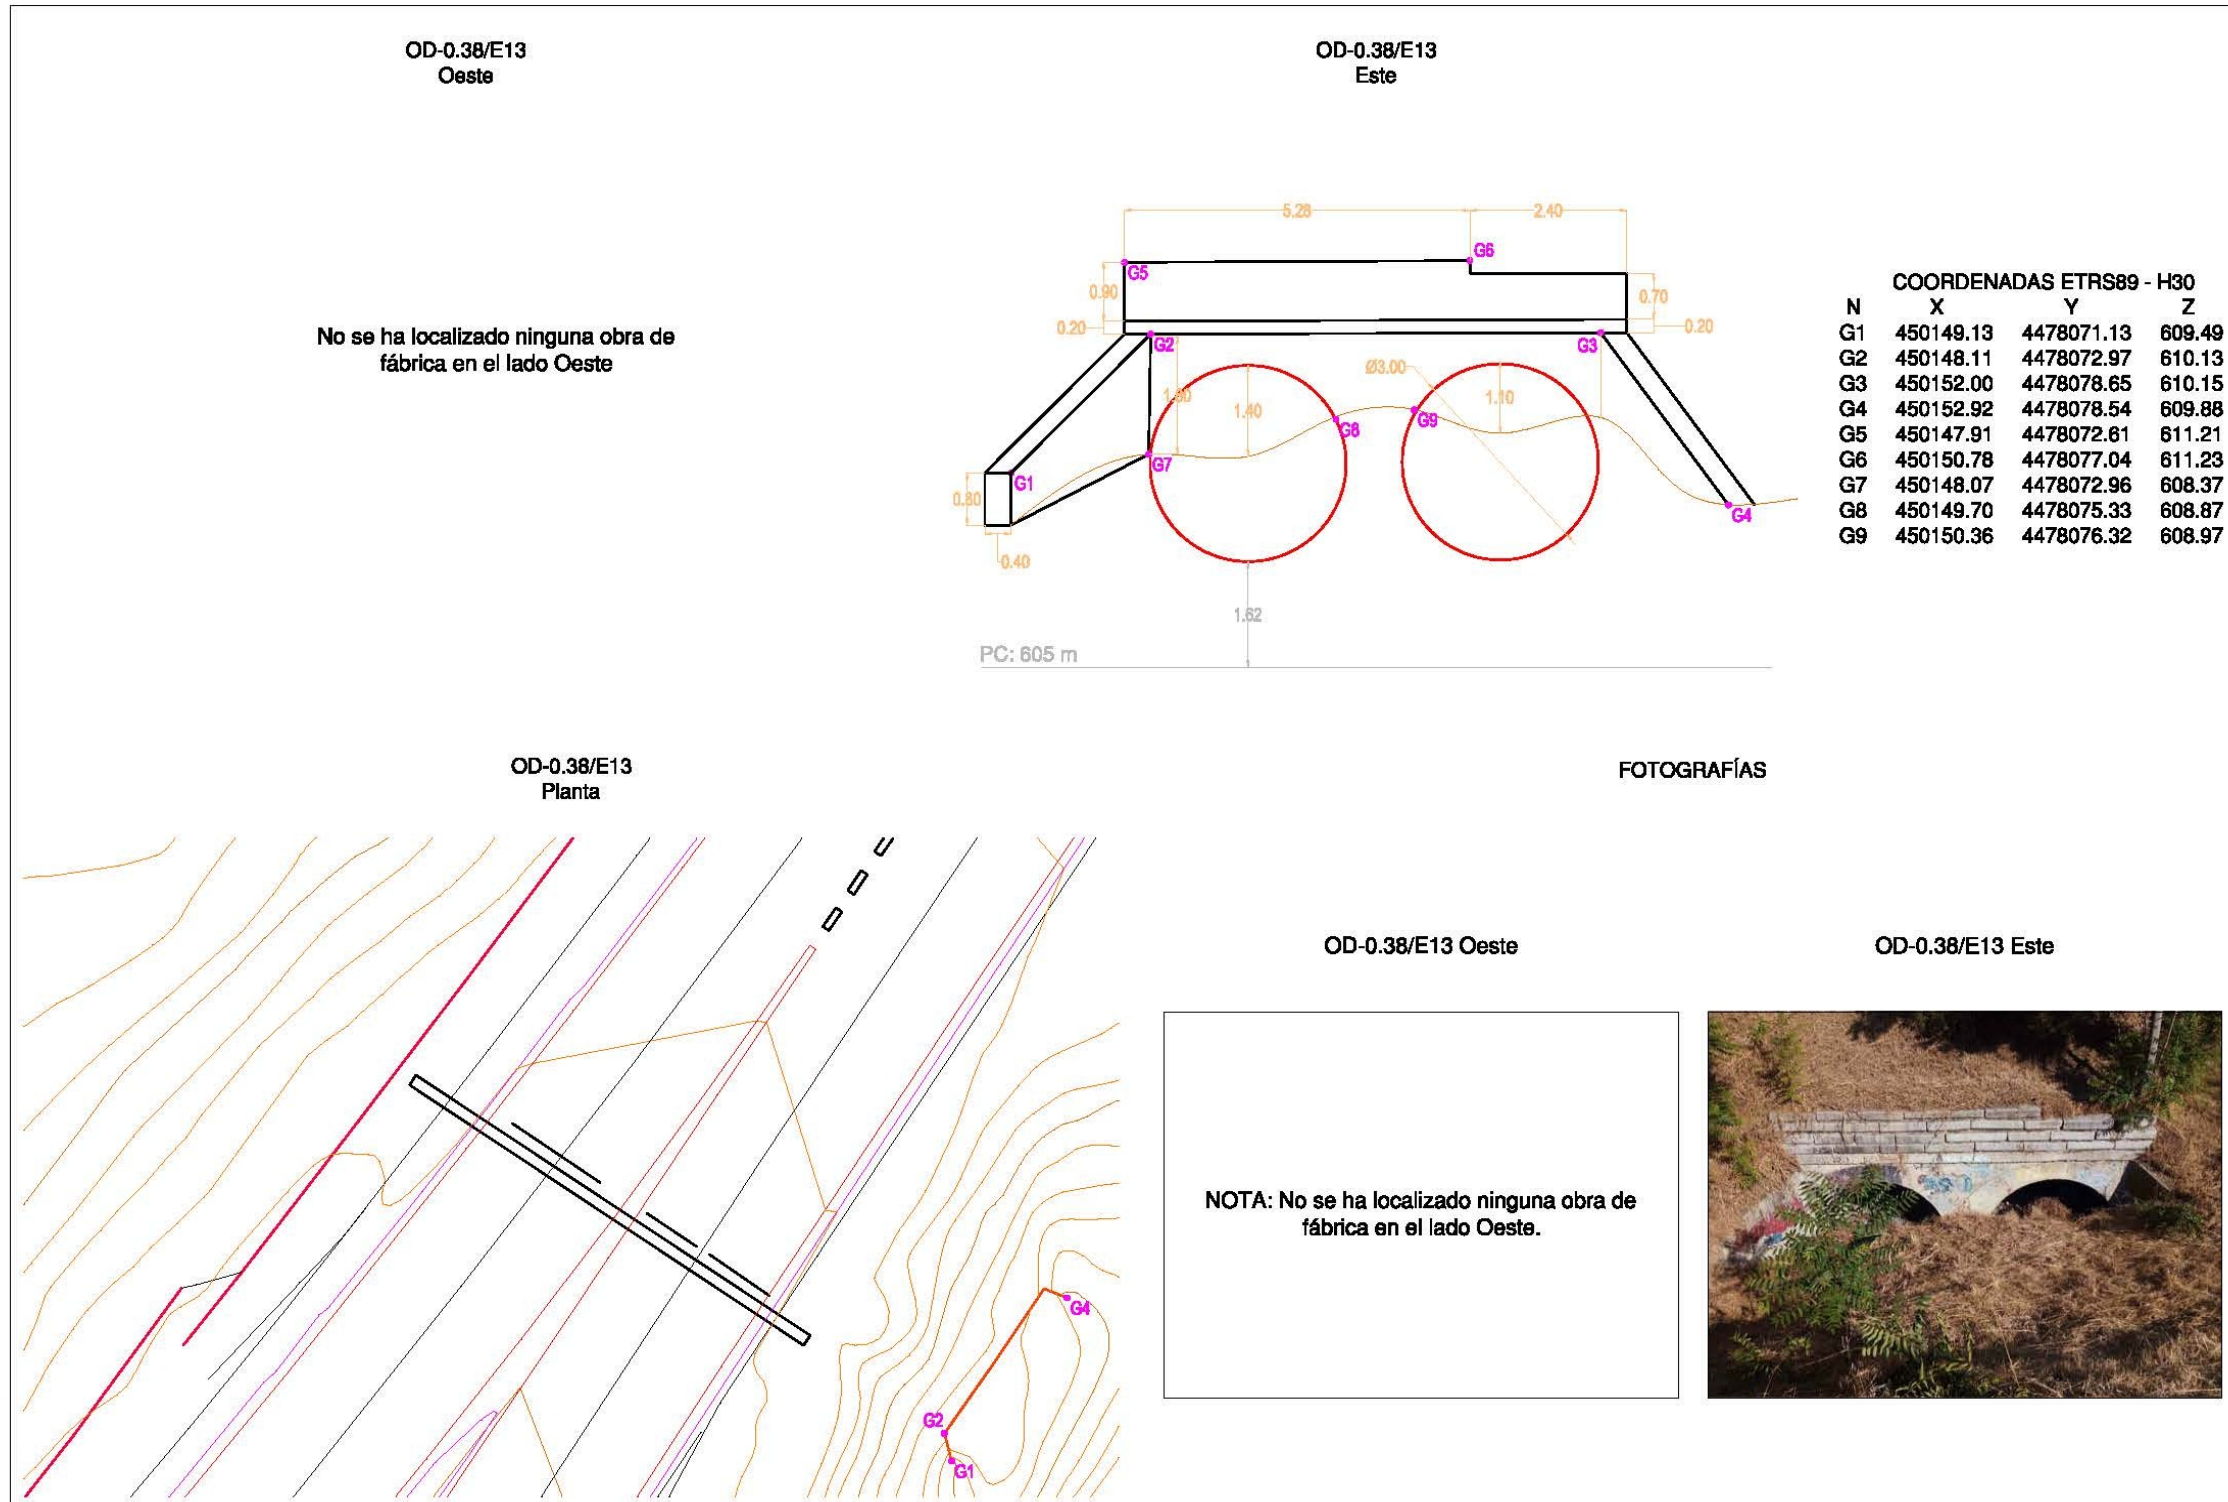 OD-0.38/E13
Oeste
No se ha localizado ninguna obra de
fábrica en el lado Oeste
OD-0.38/E13
Este
5.28
2.40
G6
G5
0.90
0.70
0.20
0.20
G2
G3
Ø3.00
1.40
1.10
G9
G8
G7
G1
0.80
G4
0.40
1.62
PC: 605 m
COORDENADAS ETRS89 - H30
N X Y Z
G1 450149.13 4478071.13 609.49
G2 450148.11 4478072.97 610.13
G3 450152.00 4478078.65 610.15
G4 450152.92 4478078.54 609.88
G5 450147.91 4478072.61 611.21
G6 450150.78 4478077.04 611.23
G7 450148.07 4478072.96 608.37
G8 450149.70 4478075.33 608.87
G9 450150.36 4478076.32 608.97
OD-0.38/E13
Planta
G4
G2
G1
FOTOGRAFÍAS
OD-0.38/E13 Oeste
OD-0.38/E13 Este
NOTA: No se ha localizado ninguna obra de
fábrica en el lado Oeste.